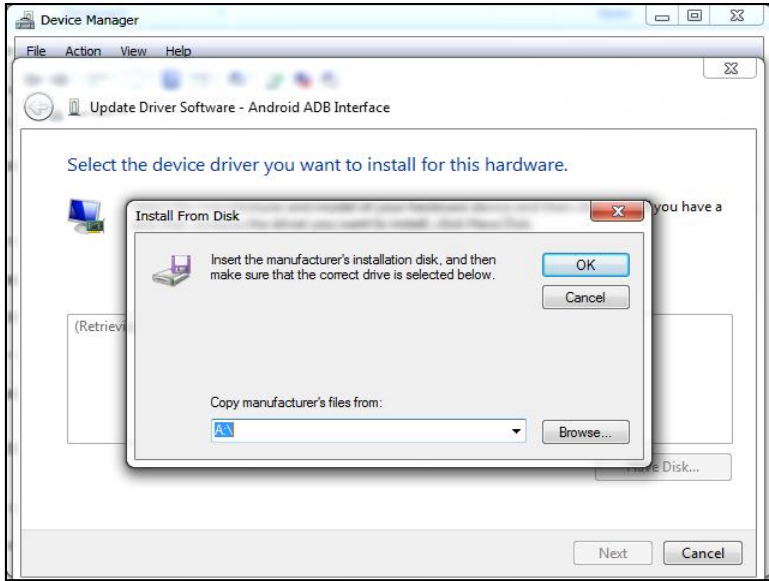 Device Manager
File Action View Help
Update Driver Software - Android ADB Interface
Select the device driver you want to install for this hardware.
you have a
Install From Disk
Insert the manufacturer's installation disk, and then
make sure that the correct drive is selected below.
OK
Cancel
(Retrievi
Copy manufacturer's files from:
A:\
Browse...
Have Disk...
Next
Cancel